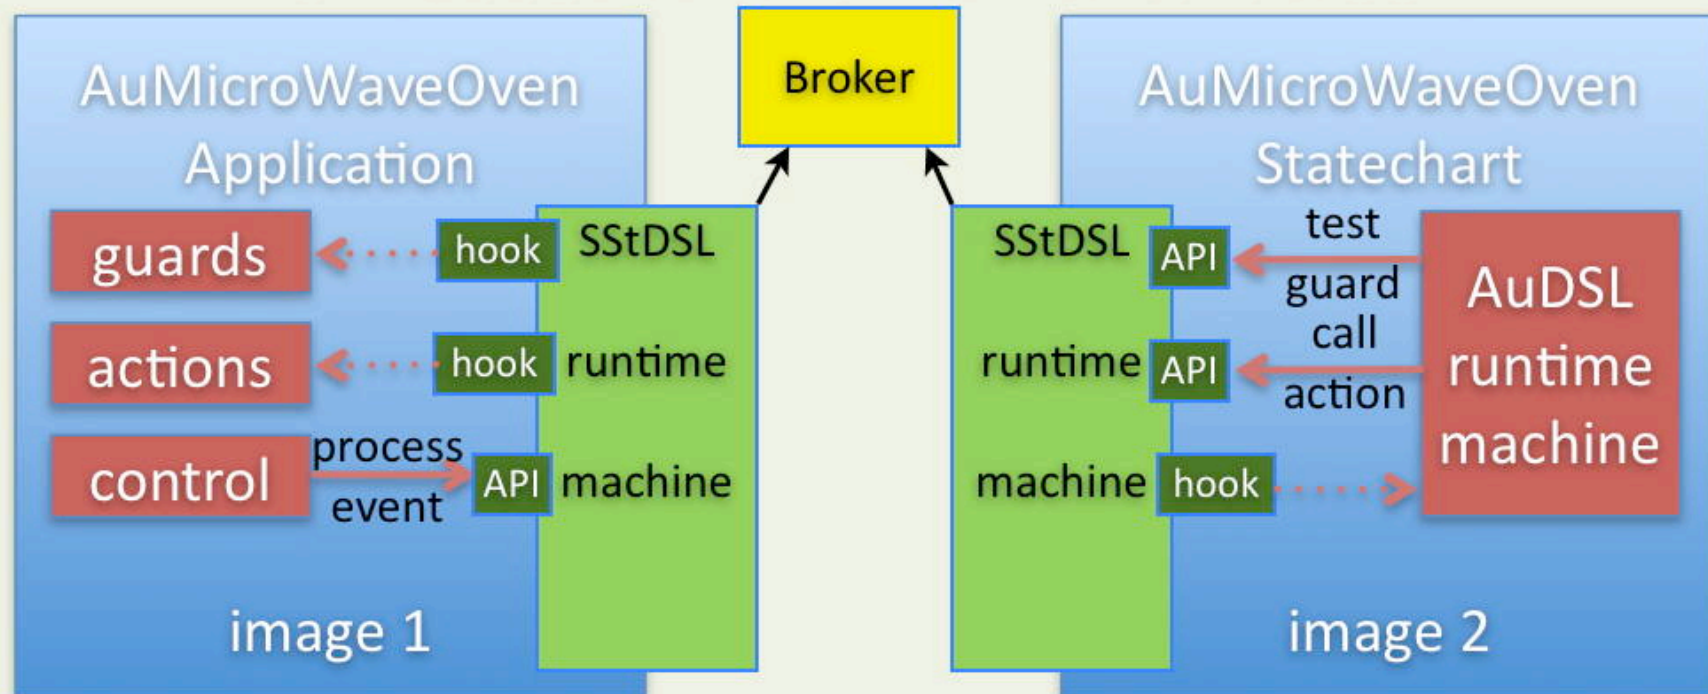 AuMicroWaveOven
Application
guards
hook
SStDSL
actions
hook
runtime
control
process
event
API
machine
image 1
Broker
AuMicroWaveOven
Statechart
SStDSL
API
test
guard
runtime
API
call
action
machine
hook
AuDSL
runtime
machine
image 2